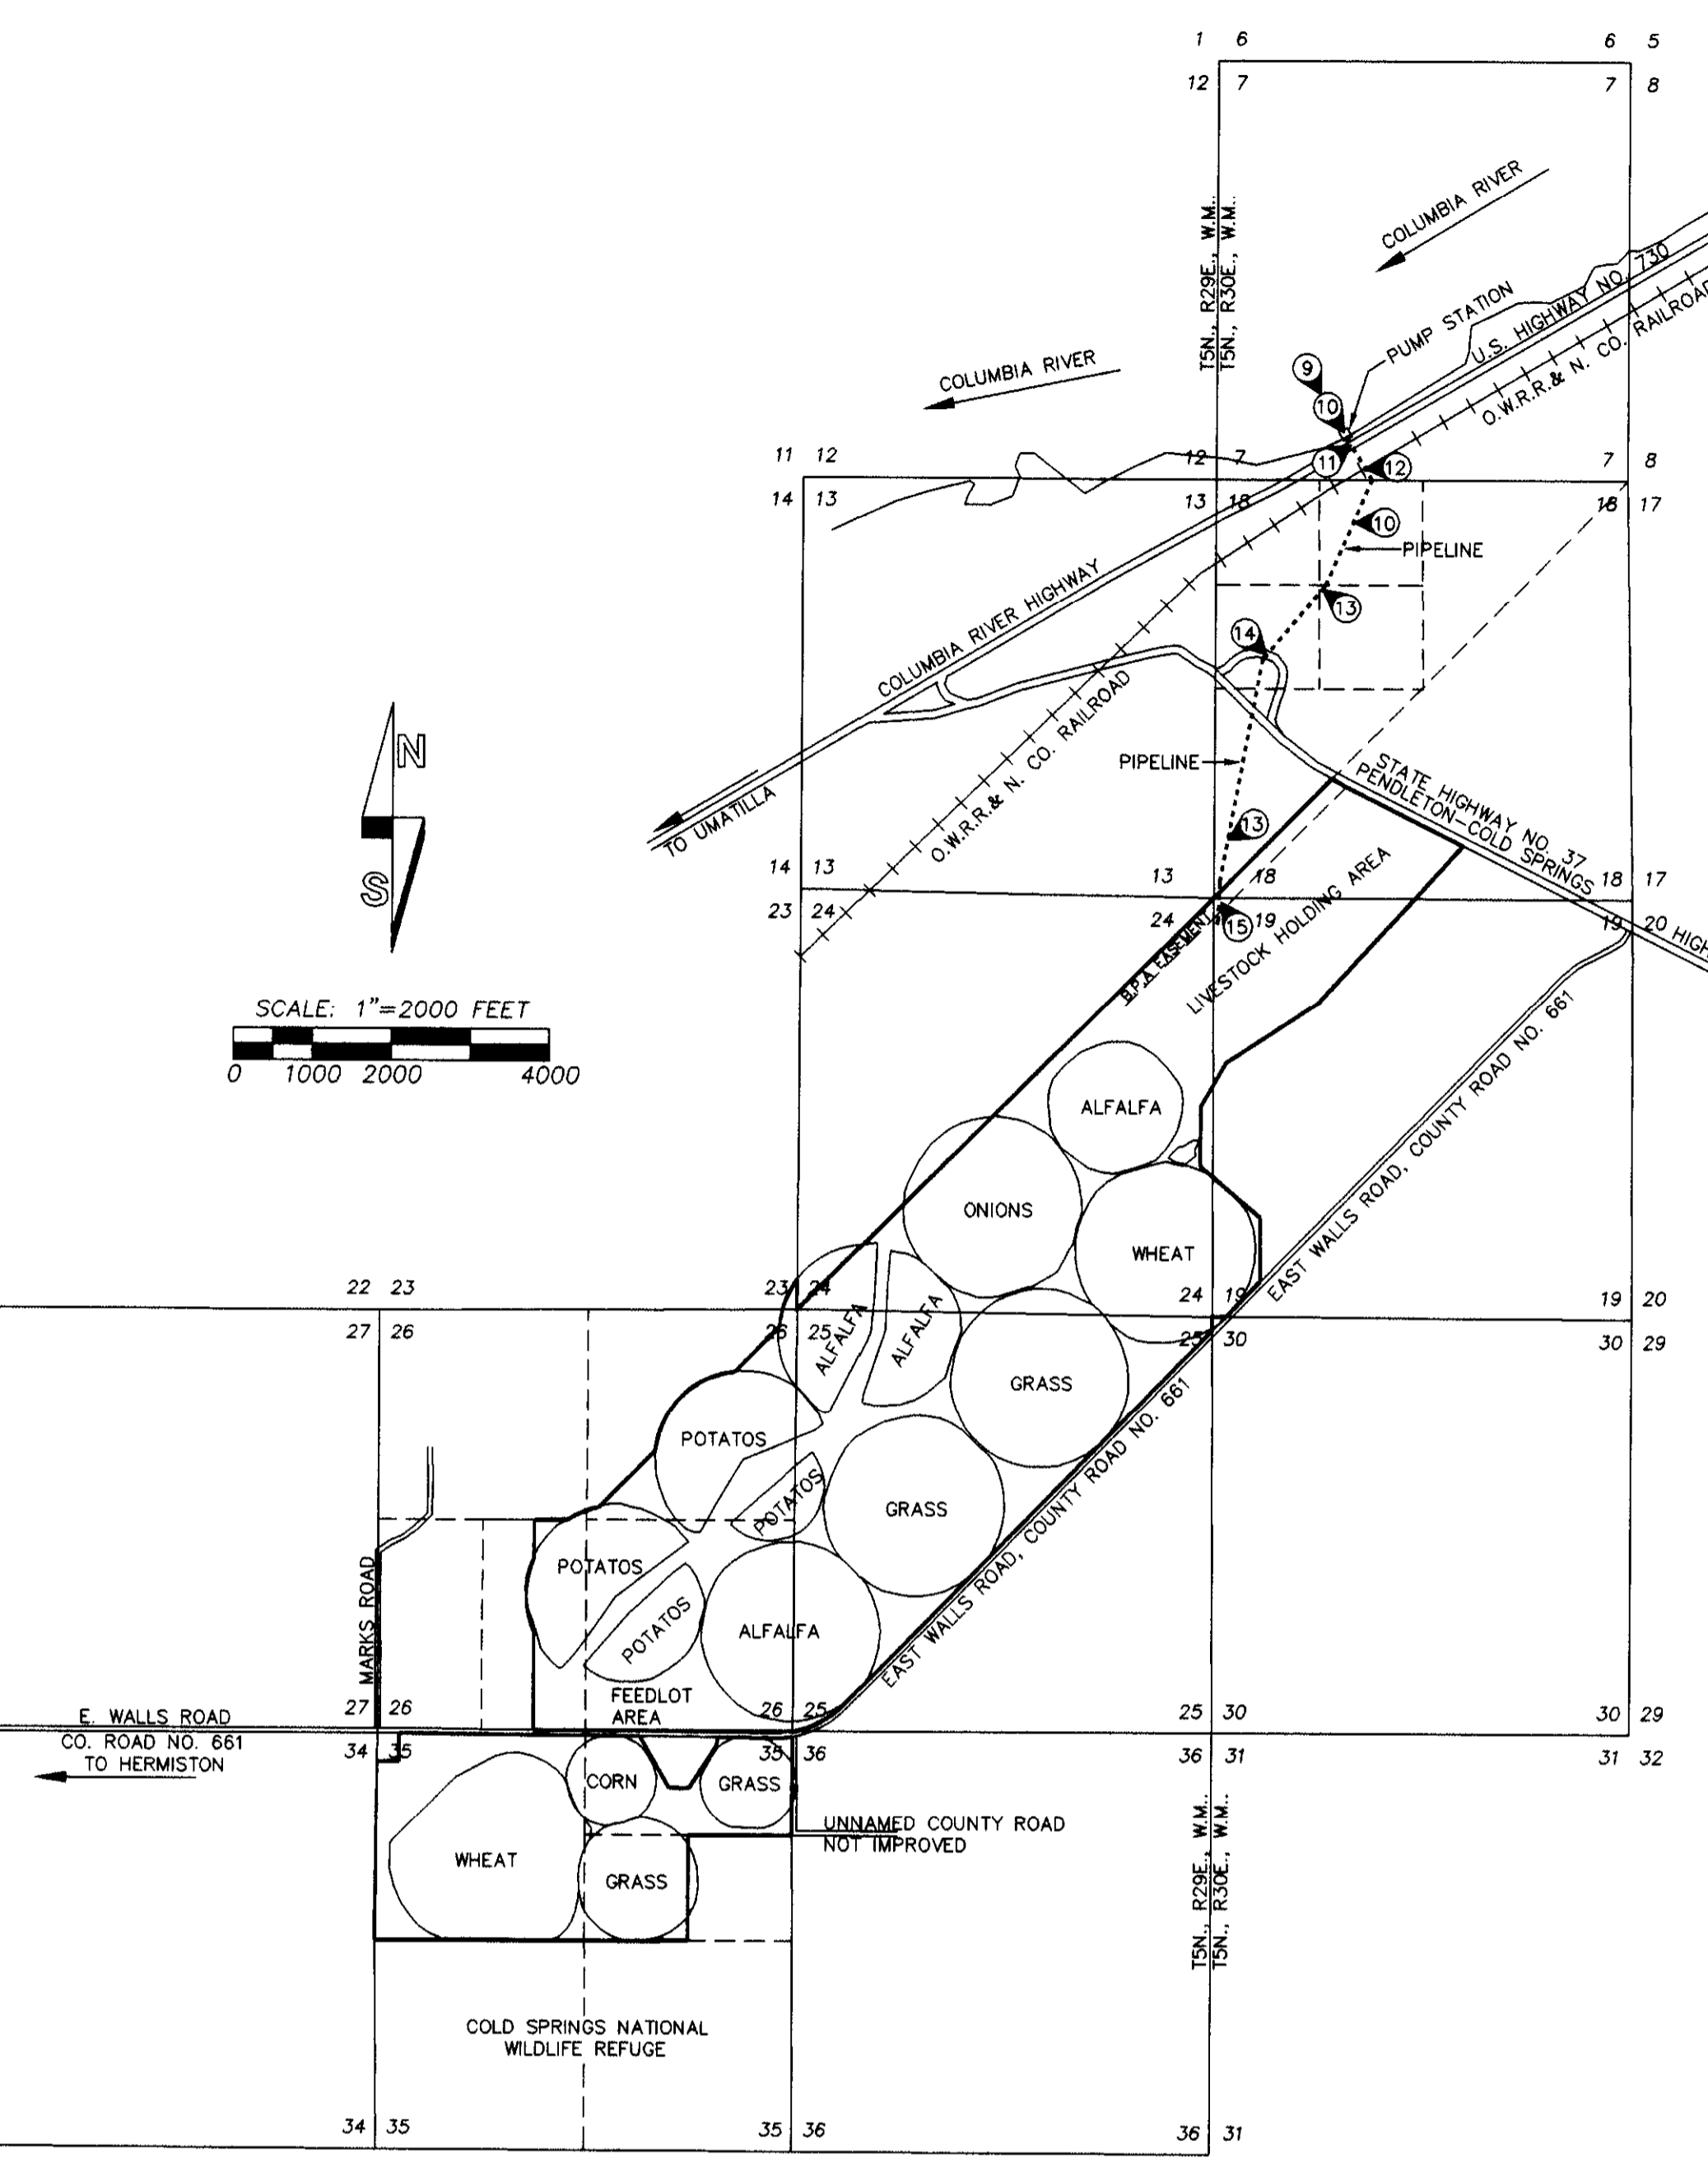 1 6
6 5
12 7
7 8
T5N., R29E., W.M..
T5N., R30E., W.M..
COLUMBIA RIVER
U.S. HIGHWAY NO. 730
PUMP STATION
O.W.R.R.& N. CO. RAILROAD
COLUMBIA RIVER
9
10
11
12
11 12
12 7
7 8
14 13
13 18
18 17
10
PIPELINE
COLUMBIA RIVER HIGHWAY
13
14
N
S
O.W.R.R.& N. CO. RAILROAD
PIPELINE
TO UMATILLA
STATE HIGHWAY NO. 37
PENDLETON-COLD SPRINGS
13
14 13
13 18
18 17
23 24
24 19
19 20
HIGH
15
B.P.A. EASEMENT
LIVESTOCK HOLDING AREA
SCALE: 1"=2000 FEET
0 1000 2000 4000
EAST WALLS ROAD, COUNTY ROAD NO. 661
ALFALFA
ONIONS
WHEAT
22 23
23 24
24 19
19 20
27 26
26 25
25 30
30 29
ALFALFA
ALFALFA
GRASS
POTATOS
POTATOS
GRASS
EAST WALLS ROAD, COUNTY ROAD NO. 661
POTATOS
POTATOS
ALFALFA
MARKS ROAD
FEEDLOT
AREA
27 26
26 25
25 30
30 29
E. WALLS ROAD
CO. ROAD NO. 661
TO HERMISTON
34 35
35 36
36 31
31 32
CORN
GRASS
UNNAMED COUNTY ROAD
NOT IMPROVED
WHEAT
GRASS
T5N., R29E., W.M..
T5N., R30E., W.M..
COLD SPRINGS NATIONAL
WILDLIFE REFUGE
34 35
35 36
36 31